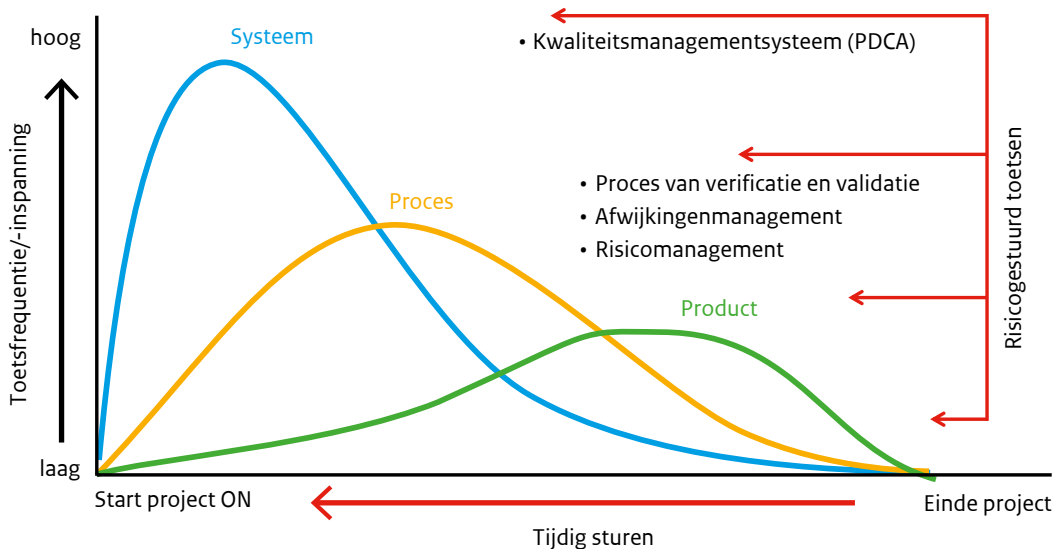 hoog
Systeem
• Kwaliteitsmanagementsysteem (PDCA)
Toetsfrequentie/-inspanning
Risicogestuurd toetsen
Proces
• Proces van verificatie en validatie
• Afwijkingenmanagement
• Risicomanagement
Product
laag
Start project ON
Einde project
Tijdig sturen